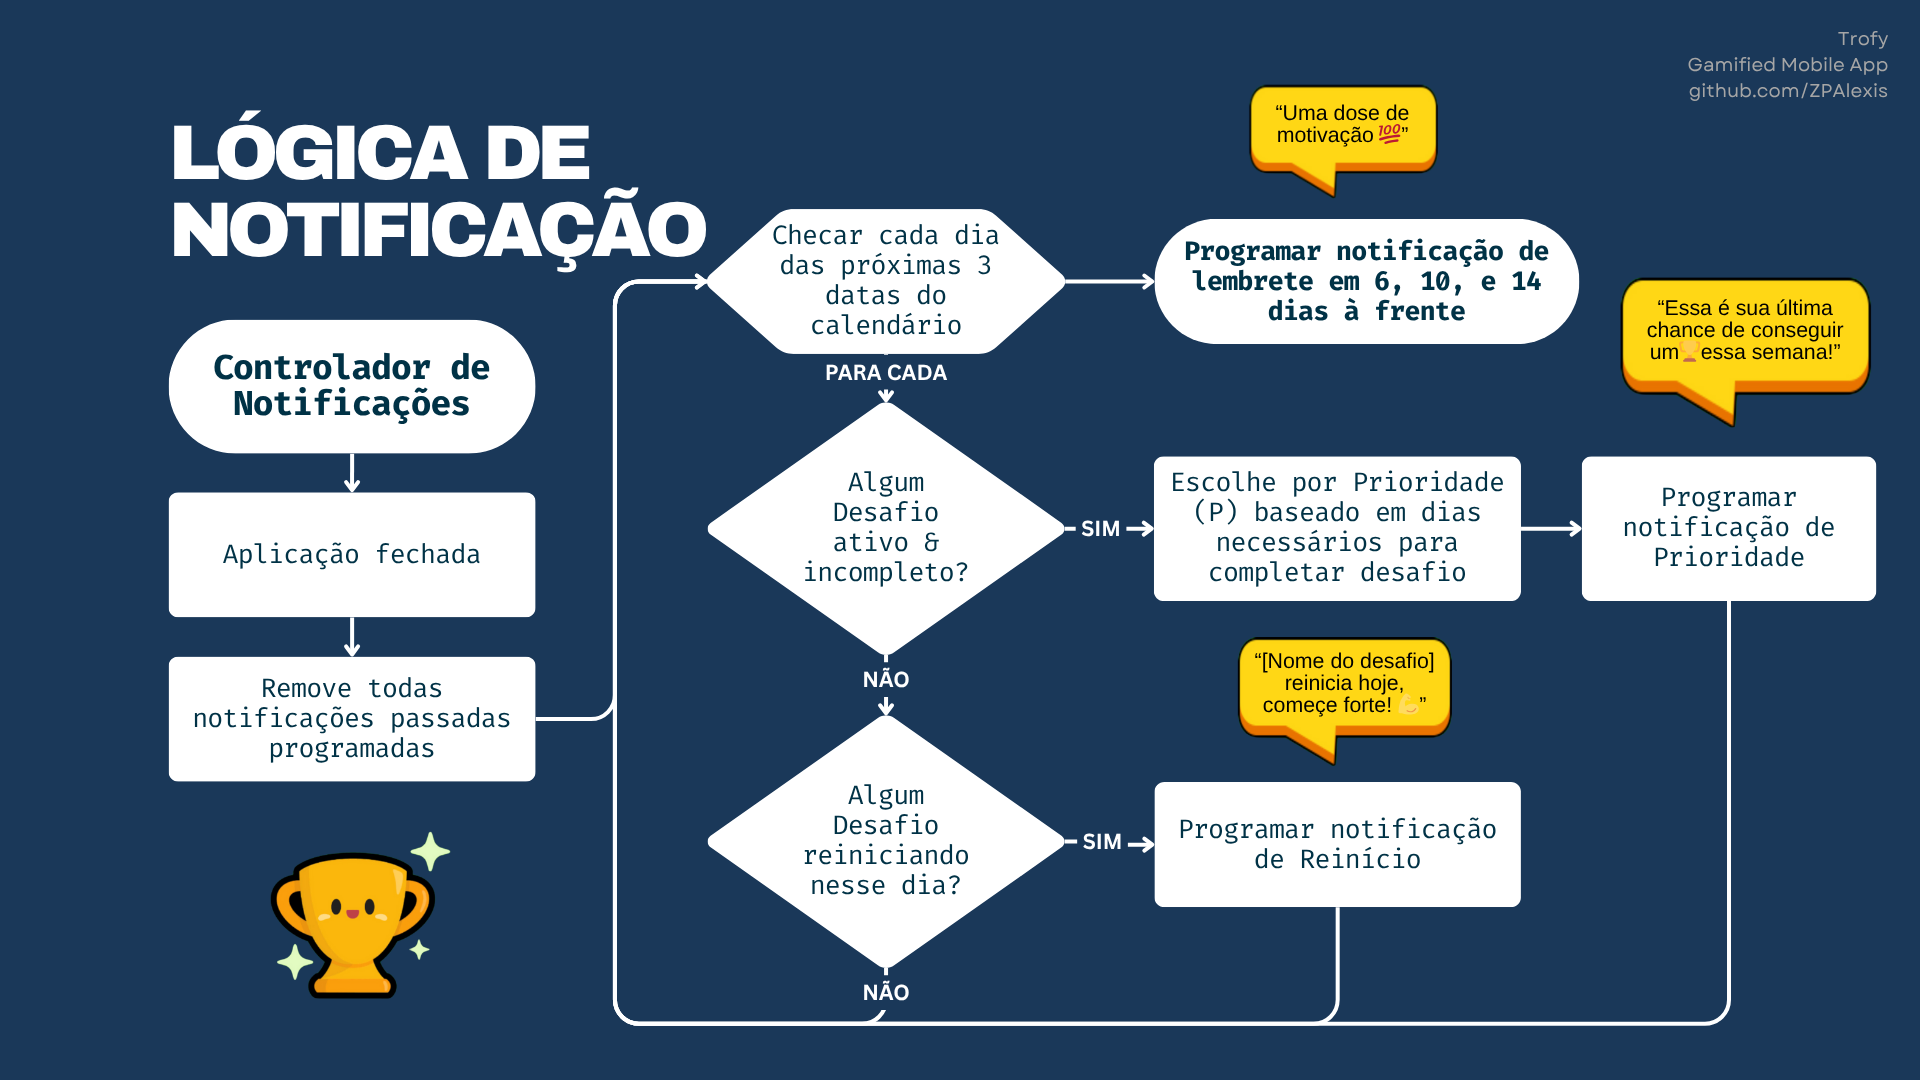 Trofy
Gamified Mobile App
github.com/ZPAlexis
LÓGICA DE
NOTIFICAÇÃO
Controlador de
Notificações
Aplicação fechada
Remove todas
notificações passadas
programadas
Checar cada dia
das próximas 3
datas do
calendário
“Uma dose de
motivação 💯”
Programar notificação de
lembrete em 6, 10, e 14
dias à frente
PARA CADA
Algum
Desafio
ativo &
incompleto?
SIM
Escolhe por Prioridade
(P) baseado em dias
necessários para
completar desafio
“Essa é sua última
chance de conseguir
um🏆essa semana!”
Programar
notificação de
Prioridade
NÃO
Algum
Desafio
reiniciando
nesse dia?
SIM
“[Nome do desafio]
reinicia hoje,
começe forte! 💪”
Programar notificação
de Reinício
NÃO